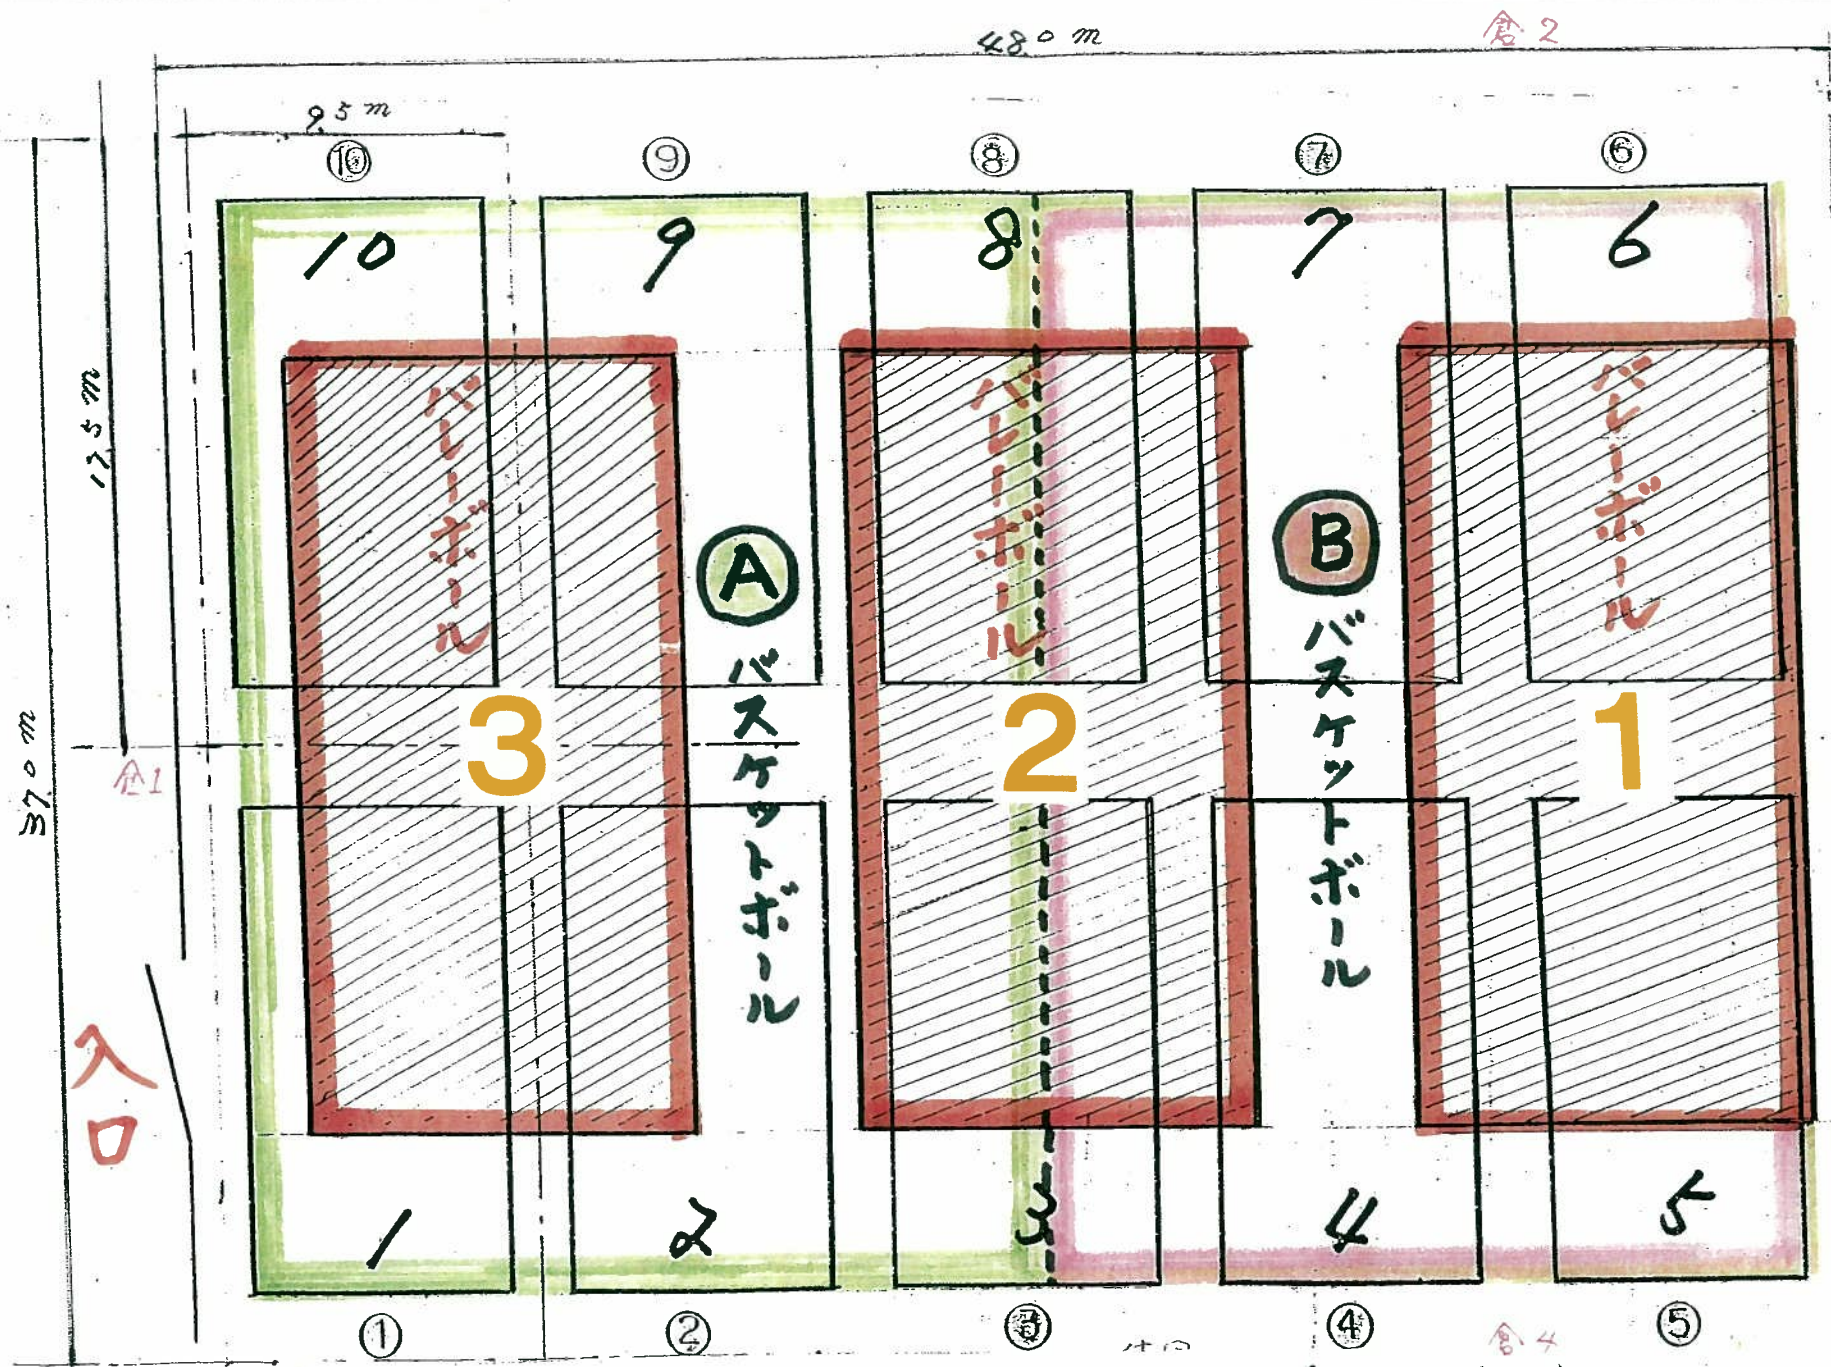 48.0 m
倉2
9.5 m
⑩ ⑨ ⑧ ⑦ ⑥
10 9 8 7 6
17.5 m
バレーボール
バレーボール
バレーボール
A
バスケットボール
B
バスケットボール
3 2 1
37.0 m
倉1
入口
1 2 3 4 5
① ② ③ ④ ⑤
倉4